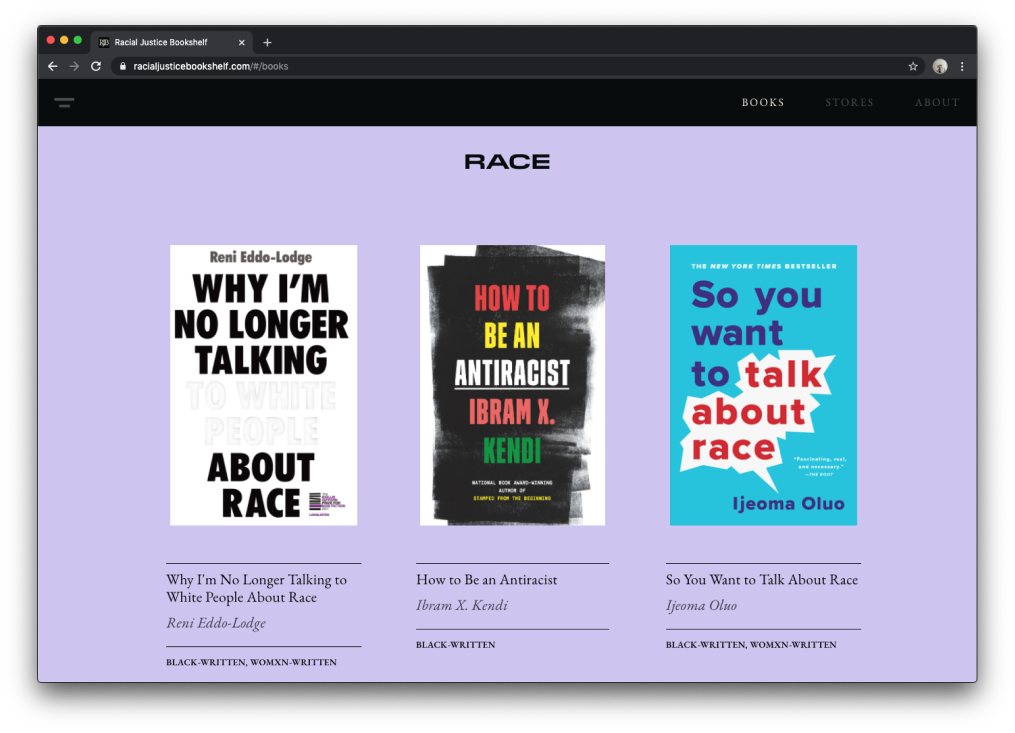 Racial Justice Bookshelf
racialjusticebookshelf.com/#/books
BOOKS STORES ABOUT
RACE
Reni Eddo-Lodge
WHY I'M
NO LONGER
TALKING
TO WHITE
PEOPLE
ABOUT
RACE
HOW TO
BE AN
ANTIRACIST
IBRAM X.
KENDI
NATIONAL BOOK AWARD-WINNING
AUTHOR OF
STAMPED FROM THE BEGINNING
THE NEW YORK TIMES BESTSELLER
So you
want
to talk
about
race
"Fascinating, real,
and necessary."
—THE ROOT
Ijeoma Oluo
Why I'm No Longer Talking to
White People About Race
Reni Eddo-Lodge
BLACK-WRITTEN, WOMXN-WRITTEN
How to Be an Antiracist
Ibram X. Kendi
BLACK-WRITTEN
So You Want to Talk About Race
Ijeoma Oluo
BLACK-WRITTEN, WOMXN-WRITTEN